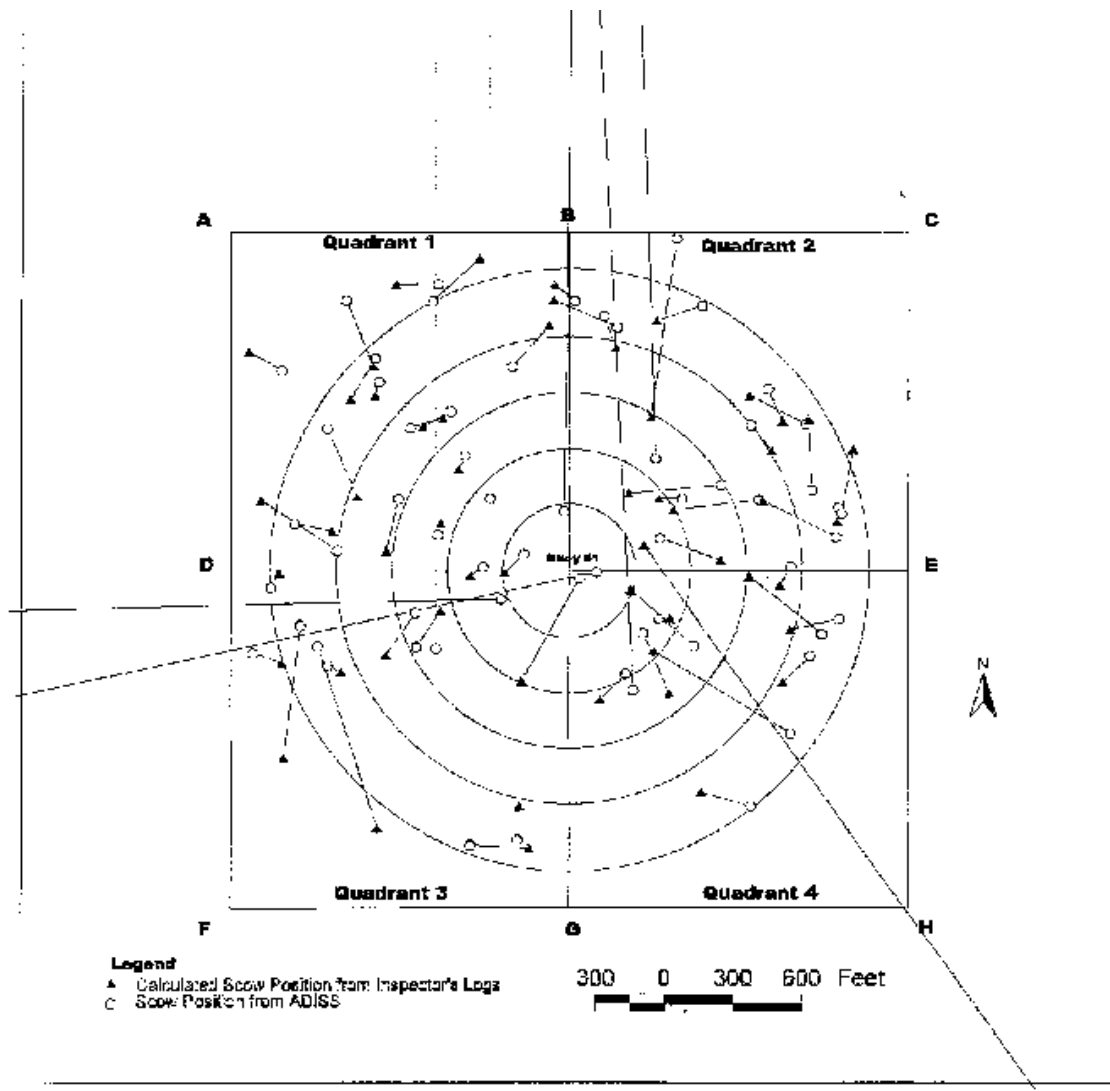 A
B
C
Quadrant 1
Quadrant 2
D
E
N
Quadrant 3
Quadrant 4
F
G
H
Legend
Calculated Scow Position from Inspector's Logs
Scow Position from ADISS
300 0 300 600 Feet